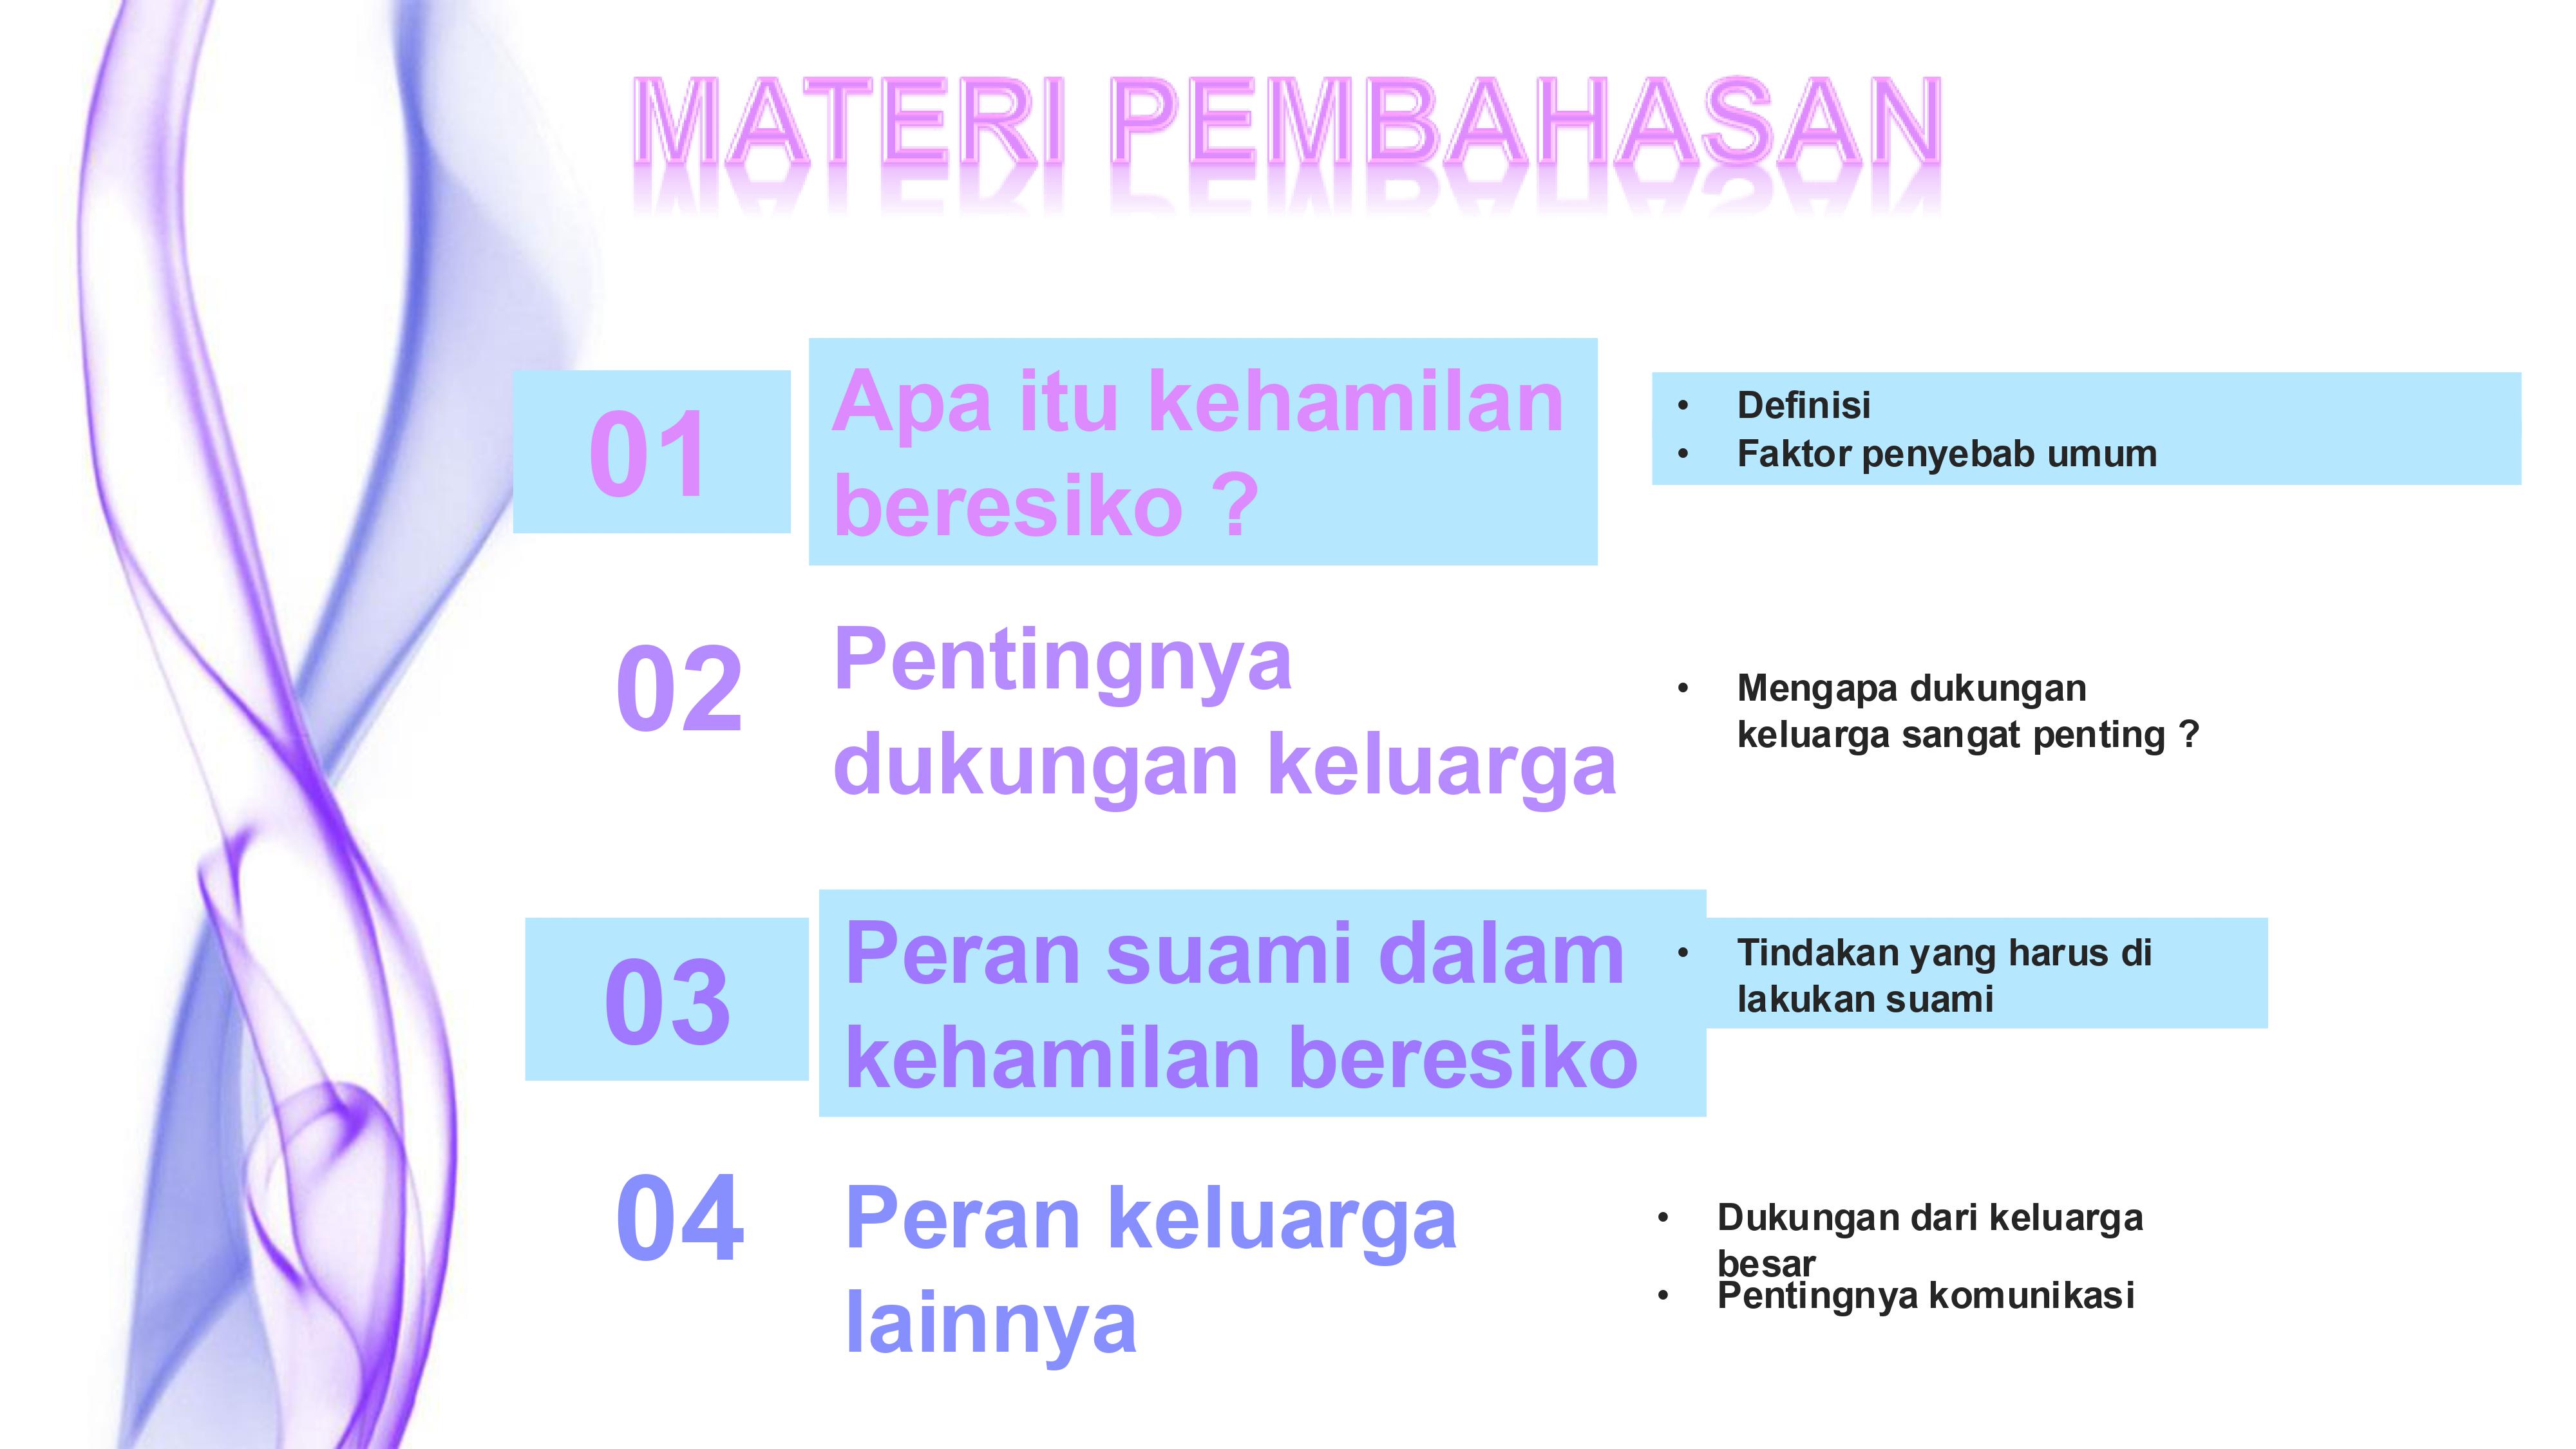 MATERI PEMBAHASAN
01
Apa itu kehamilan
beresiko ?
• Definisi
• Faktor penyebab umum
02
Pentingnya
dukungan keluarga
• Mengapa dukungan
keluarga sangat penting ?
03
Peran suami dalam
kehamilan beresiko
• Tindakan yang harus di
lakukan suami
04
Peran keluarga
lainnya
• Dukungan dari keluarga
besar
• Pentingnya komunikasi